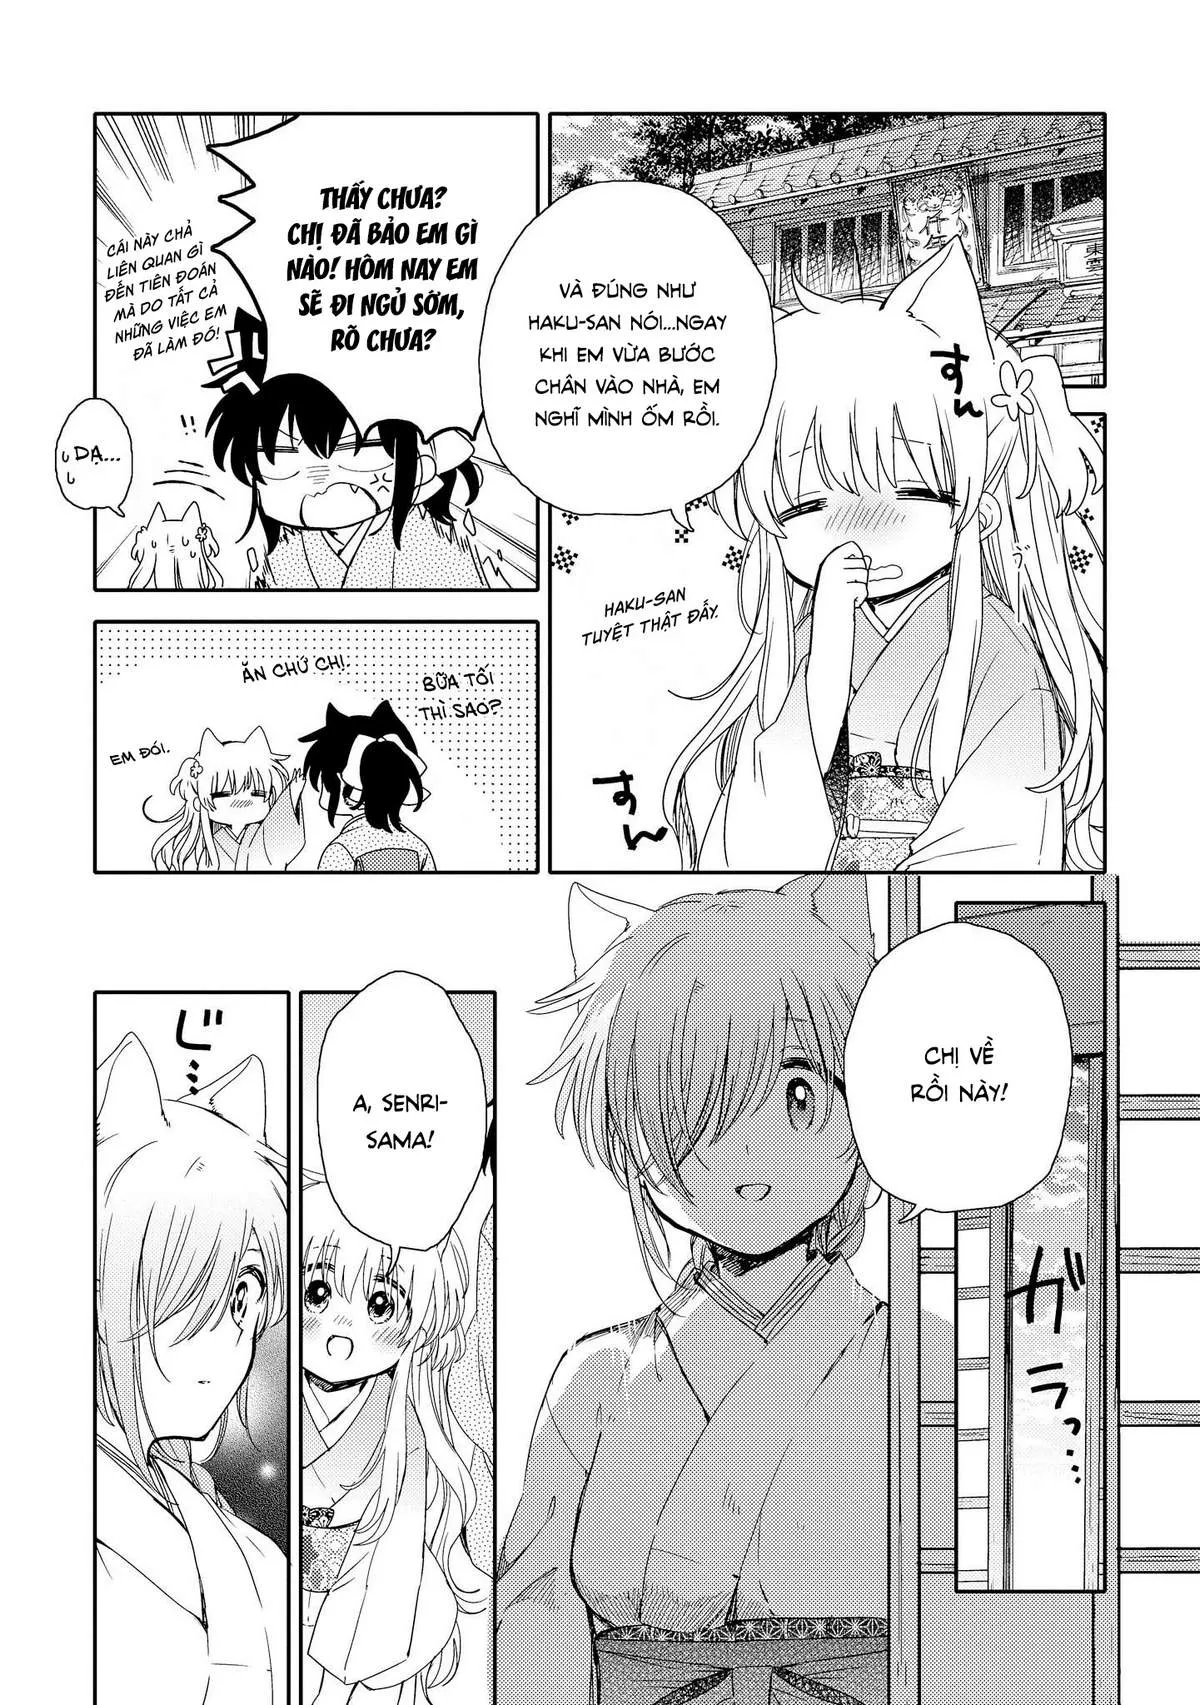 VÀ ĐÚNG NHƯ
HAKU-SAN NÓI...NGAY
KHI EM VỪA BƯỚC
CHÂN VÀO NHÀ, EM
NGHĨ MÌNH ỐM RỒI.
すん
HAKU-SAN
TUYỆT THẬT ĐẤY.
すん
THẤY CHƯA?
CHỊ ĐÃ BẢO EM GÌ
NÀO! HÔM NAY EM
SẼ ĐI NGỦ SỚM,
RÕ CHƯA?
CÁI NÀY CHẢ
LIÊN QUAN GÌ
ĐẾN TIÊN ĐOÁN
MÀ DO TẤT CẢ
NHỮNG VIỆC EM
ĐÃ LÀM ĐÓ!
!!
DẠ...
BỮA TỐI
THÌ SAO?
ĂN CHỨ CHỊ.
EM ĐÓI.
CHỊ VỀ
RỒI NÀY!
ガラっ…
A, SENRI-
SAMA!
じ…